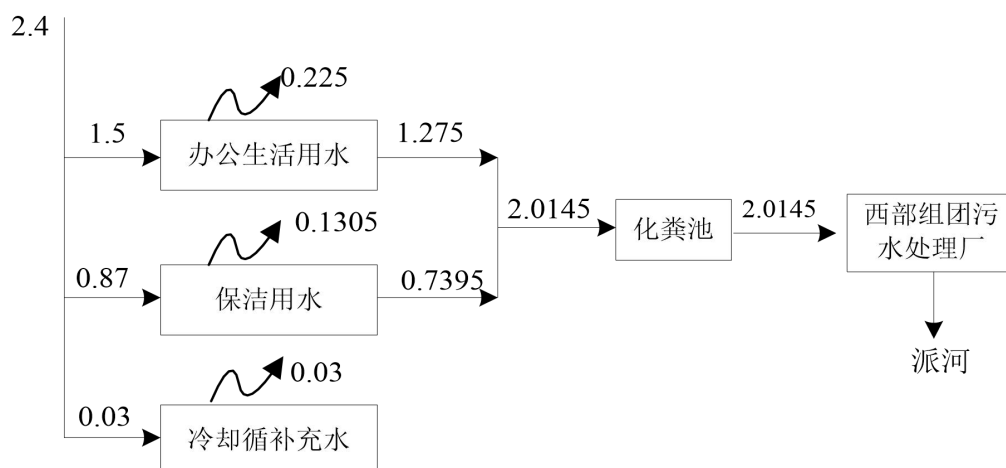 2.4
0.225
1.5
办公生活用水
1.275
0.1305
2.0145
化粪池
2.0145
西部组团污
水处理厂
0.87
保洁用水
0.7395
派河
0.03
0.03
冷却循补充水